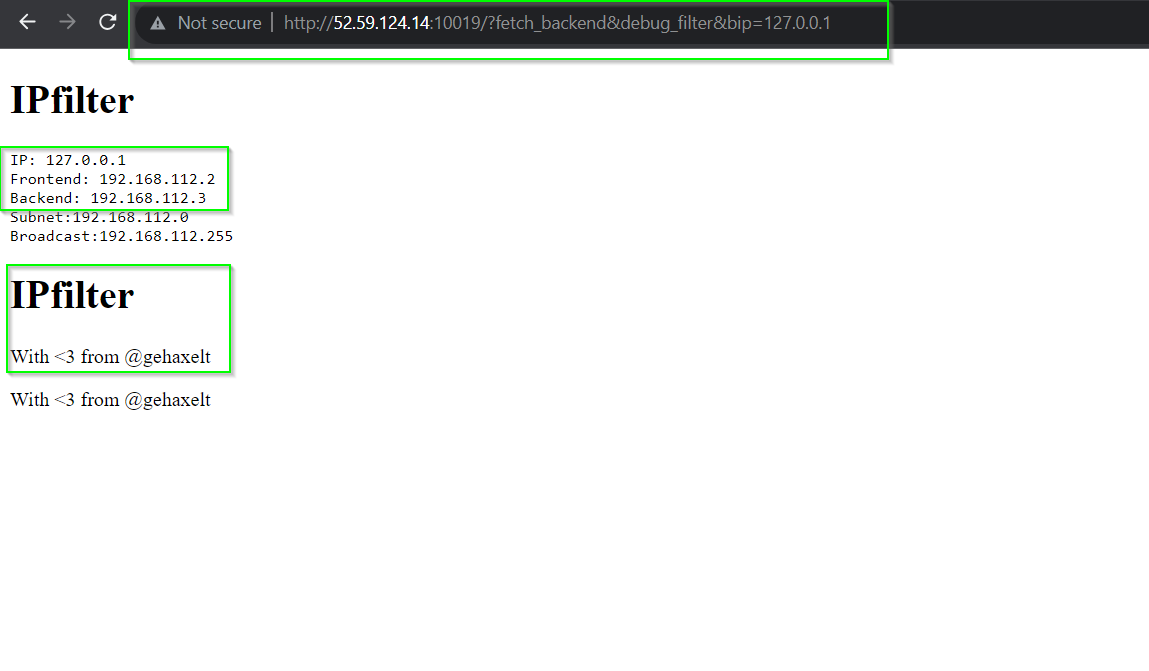 Not secure | http://52.59.124.14:10019/?fetch_backend&debug_filter&bip=127.0.0.1
IPfilter
IP: 127.0.0.1
Frontend: 192.168.112.2
Backend: 192.168.112.3
Subnet:192.168.112.0
Broadcast:192.168.112.255
IPfilter
With <3 from @gehaxelt
With <3 from @gehaxelt